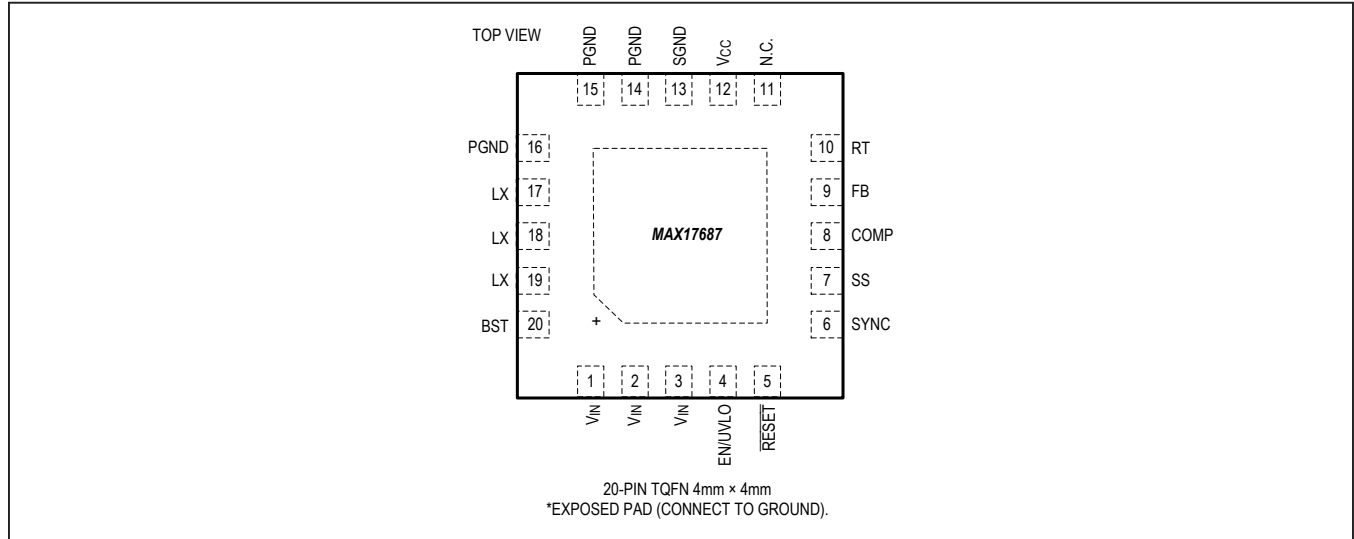 TOP VIEW
PGND PGND SGND VCC N.C.
15 14 13 12 11
PGND 16 10 RT
LX 17 9 FB
LX 18 MAX17687 8 COMP
LX 19 7 SS
BST 20 + 6 SYNC
1 2 3 4 5
VIN VIN VIN EN/UVLO RESET
20-PIN TQFN 4mm × 4mm
*EXPOSED PAD (CONNECT TO GROUND).